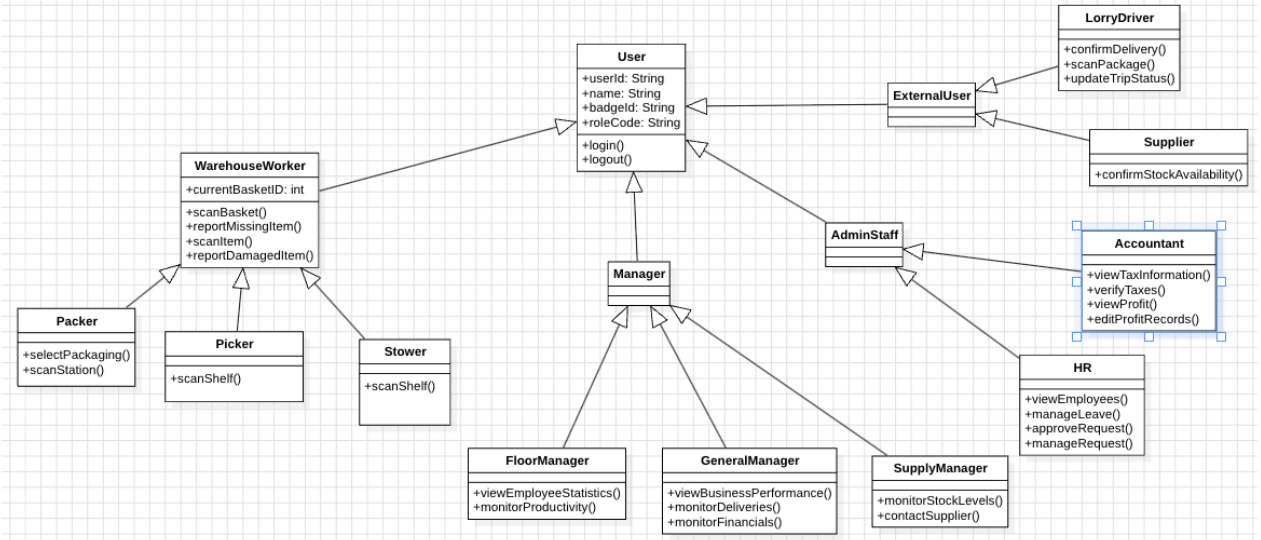 LorryDriver
+confirmDelivery()
+scanPackage()
+updateTripStatus()
User
+userId: String
+name: String
+badgeId: String
+roleCode: String
+login()
+logout()
ExternalUser
Supplier
+confirmStockAvailability()
WarehouseWorker
+currentBasketID: int
+scanBasket()
+reportMissingItem()
+scanItem()
+reportDamagedItem()
AdminStaff
Accountant
+viewTaxInformation()
+verifyTaxes()
+viewProfit()
+editProfitRecords()
Manager
Packer
+selectPackaging()
+scanStation()
Picker
+scanShelf()
Stower
+scanShelf()
HR
+viewEmployees()
+manageLeave()
+approveRequest()
+manageRequest()
FloorManager
+viewEmployeeStatistics()
+monitorProductivity()
GeneralManager
+viewBusinessPerformance()
+monitorDeliveries()
+monitorFinancials()
SupplyManager
+monitorStockLevels()
+contactSupplier()